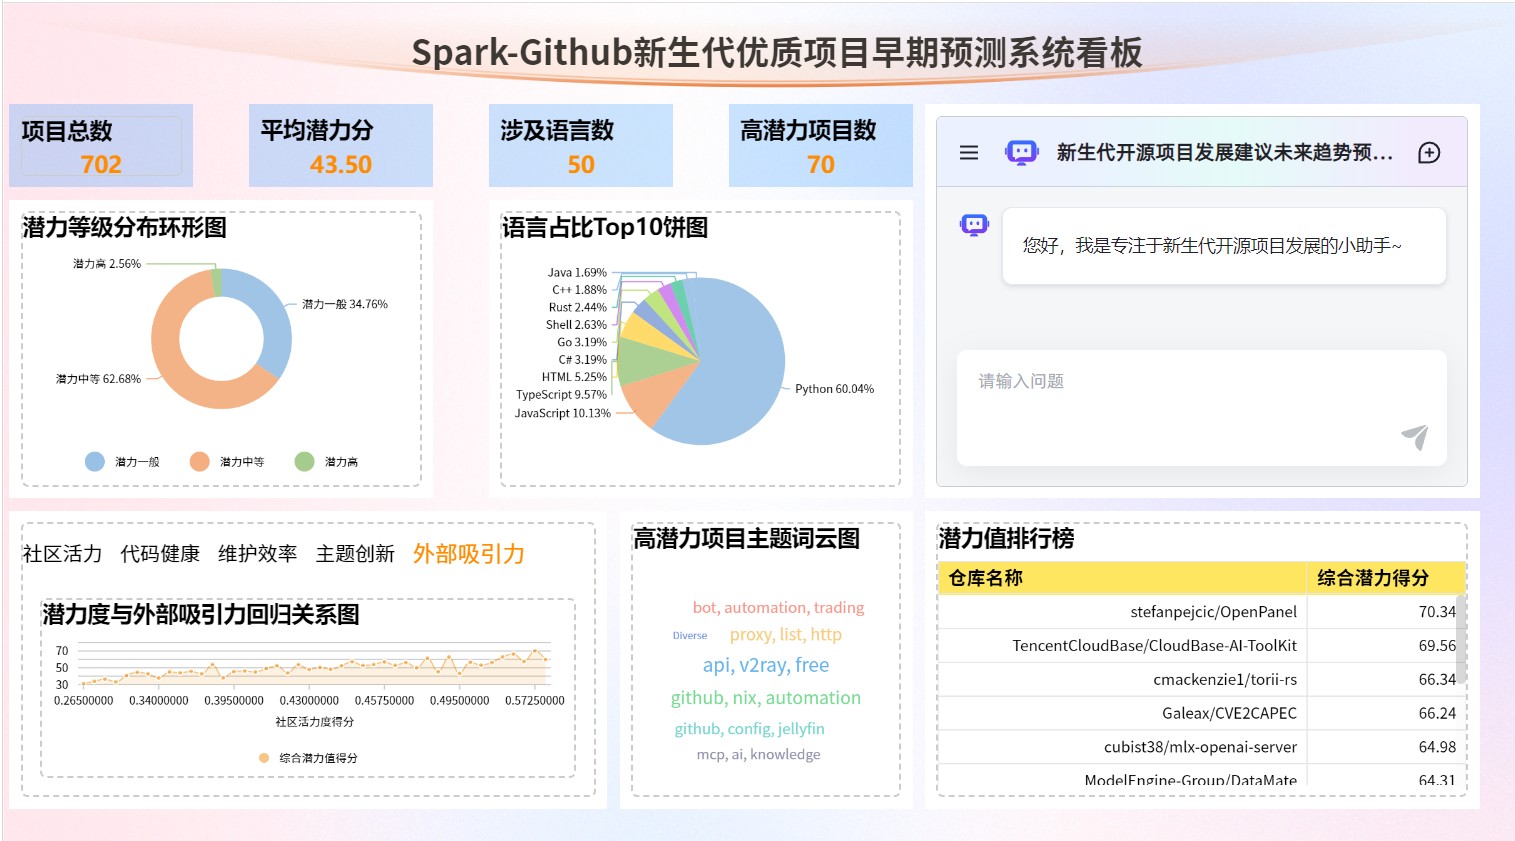 Spark-Github新生代优质项目早期预测系统看板
项目总数
702
平均潜力分
43.50
涉及语言数
50
高潜力项目数
70
新生代开源项目发展建议未来趋势预...
您好，我是专注于新生代开源项目发展的小助手~
请输入问题
潜力等级分布环形图
潜力高 2.56%
潜力一般 34.76%
潜力中等 62.68%
潜力一般
潜力中等
潜力高
语言占比Top10饼图
Java 1.69%
C++ 1.88%
Rust 2.44%
Shell 2.63%
Go 3.19%
C# 3.19%
HTML 5.25%
TypeScript 9.57%
JavaScript 10.13%
Python 60.04%
社区活力 代码健康 维护效率 主题创新 外部吸引力
潜力度与外部吸引力回归关系图
70
50
30
0.26500000 0.34000000 0.39500000 0.43000000 0.45750000 0.49500000 0.57250000
社区活力度得分
综合潜力值得分
高潜力项目主题词云图
bot, automation, trading
Diverse
proxy, list, http
api, v2ray, free
github, nix, automation
github, config, jellyfin
mcp, ai, knowledge
潜力值排行榜
仓库名称 综合潜力得分
stefanpejcic/OpenPanel 70.34
TencentCloudBase/CloudBase-AI-ToolKit 69.56
cmackenzie1/torii-rs 66.34
Galeax/CVE2CAPEC 66.24
cubist38/mlx-openai-server 64.98
ModelEngine-Group/DataMate 64.31